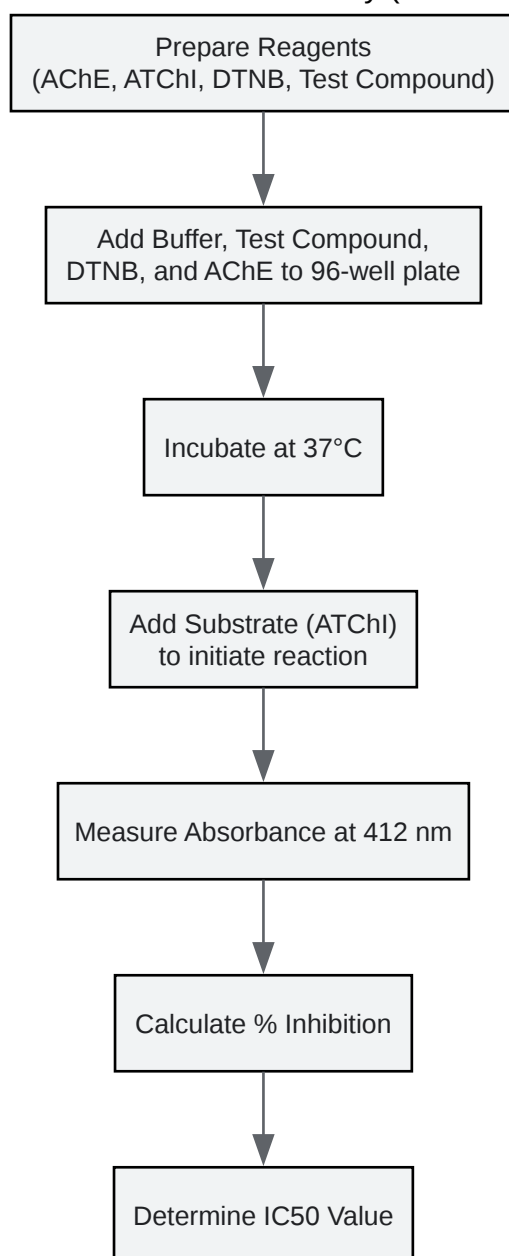 Prepare Reagents
(AChE, ATChI, DTNB, Test Compound)
Add Buffer, Test Compound,
DTNB, and AChE to 96-well plate
Incubate at 37°C
Add Substrate (ATChI)
to initiate reaction
Measure Absorbance at 412 nm
Calculate % Inhibition
Determine IC50 Value